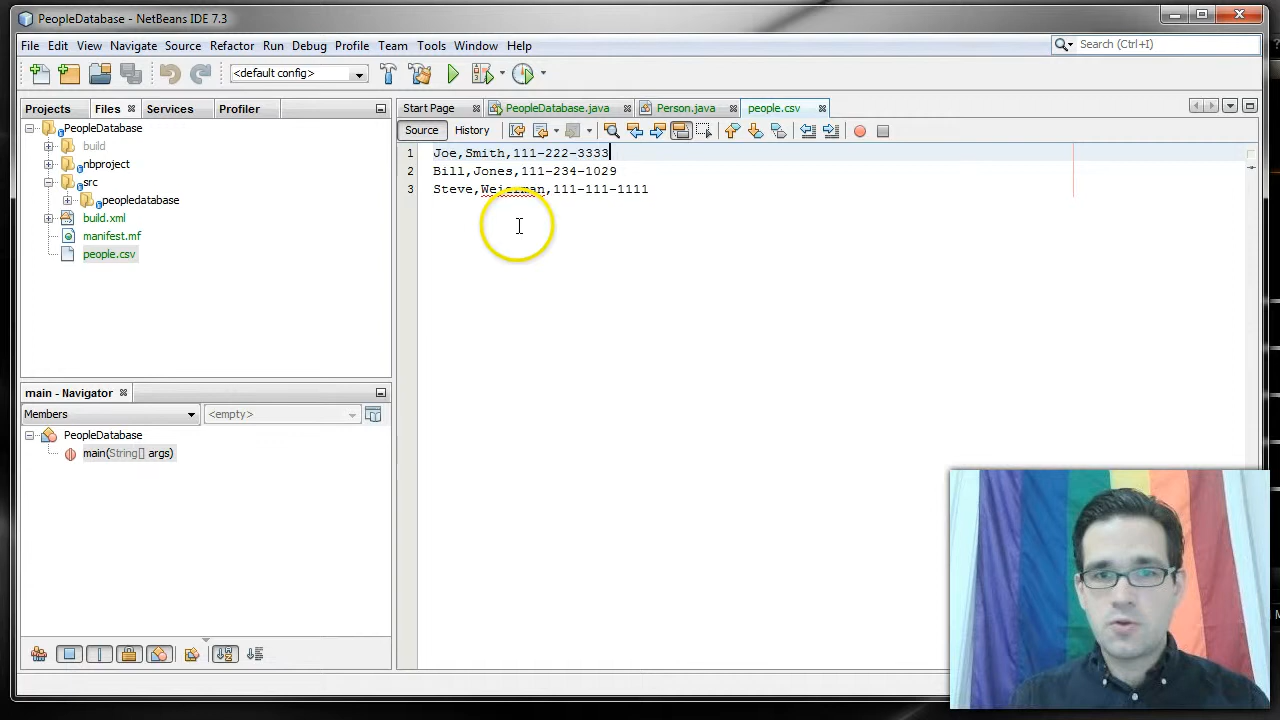 PeopleDatabase - NetBeans IDE 7.3
File Edit View Navigate Source Refactor Run Debug Profile Team Tools Window Help
Search (Ctrl+I)
<default config>
Projects Files Services Profiler
Start Page PeopleDatabase.java Person.java people.csv
Source History
PeopleDatabase
build
nbproject
src
peopledatabase
build.xml
manifest.mf
people.csv
1 Joe,Smith,111-222-3333
2 Bill,Jones,111-234-1029
3 Steve,Weissman,111-111-1111
main - Navigator
Members <empty>
PeopleDatabase
main(String[] args)